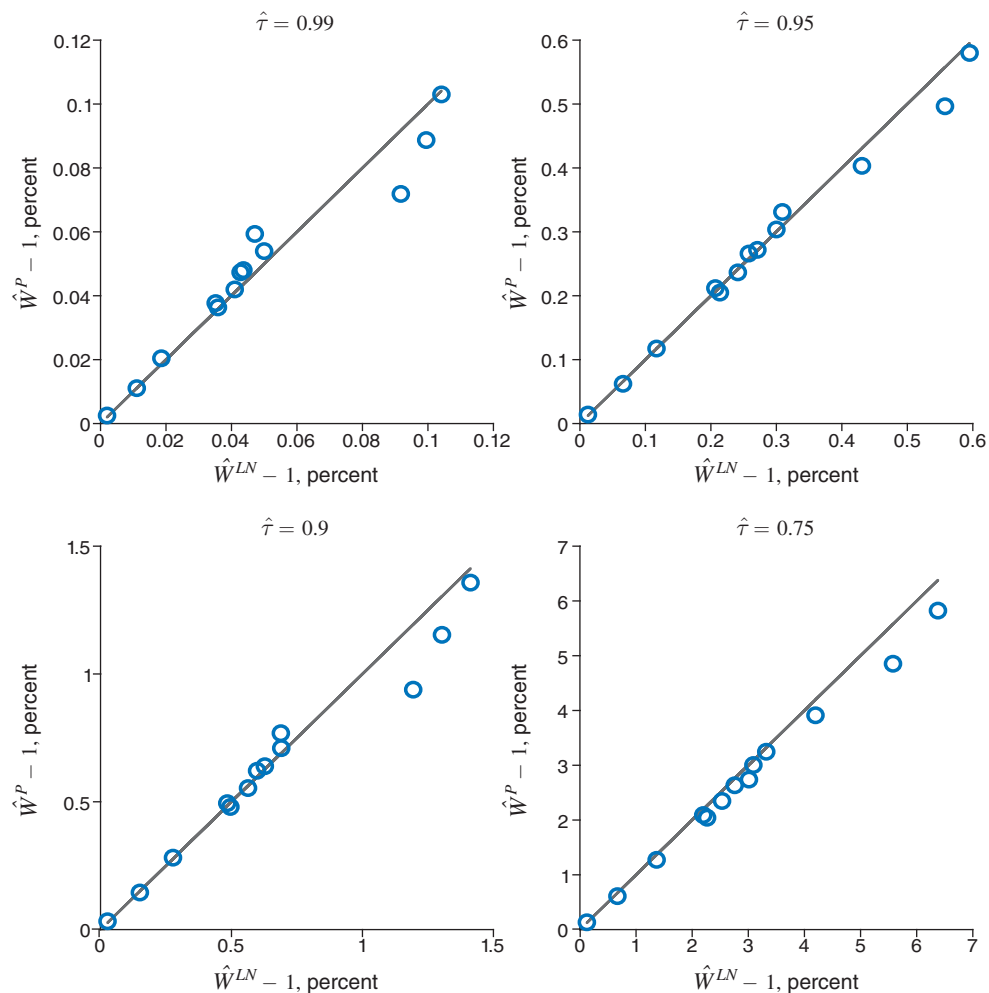 τ̂ = 0.99
0.12
0.1
0.08
0.06
0.04
0.02
0
Ŵ^P − 1, percent
0 0.02 0.04 0.06 0.08 0.1 0.12
Ŵ^LN − 1, percent
τ̂ = 0.95
0.6
0.5
0.4
0.3
0.2
0.1
0
Ŵ^P − 1, percent
0 0.1 0.2 0.3 0.4 0.5 0.6
Ŵ^LN − 1, percent
τ̂ = 0.9
1.5
1
0.5
0
Ŵ^P − 1, percent
0 0.5 1 1.5
Ŵ^LN − 1, percent
τ̂ = 0.75
7
6
5
4
3
2
1
0
Ŵ^P − 1, percent
0 1 2 3 4 5 6 7
Ŵ^LN − 1, percent